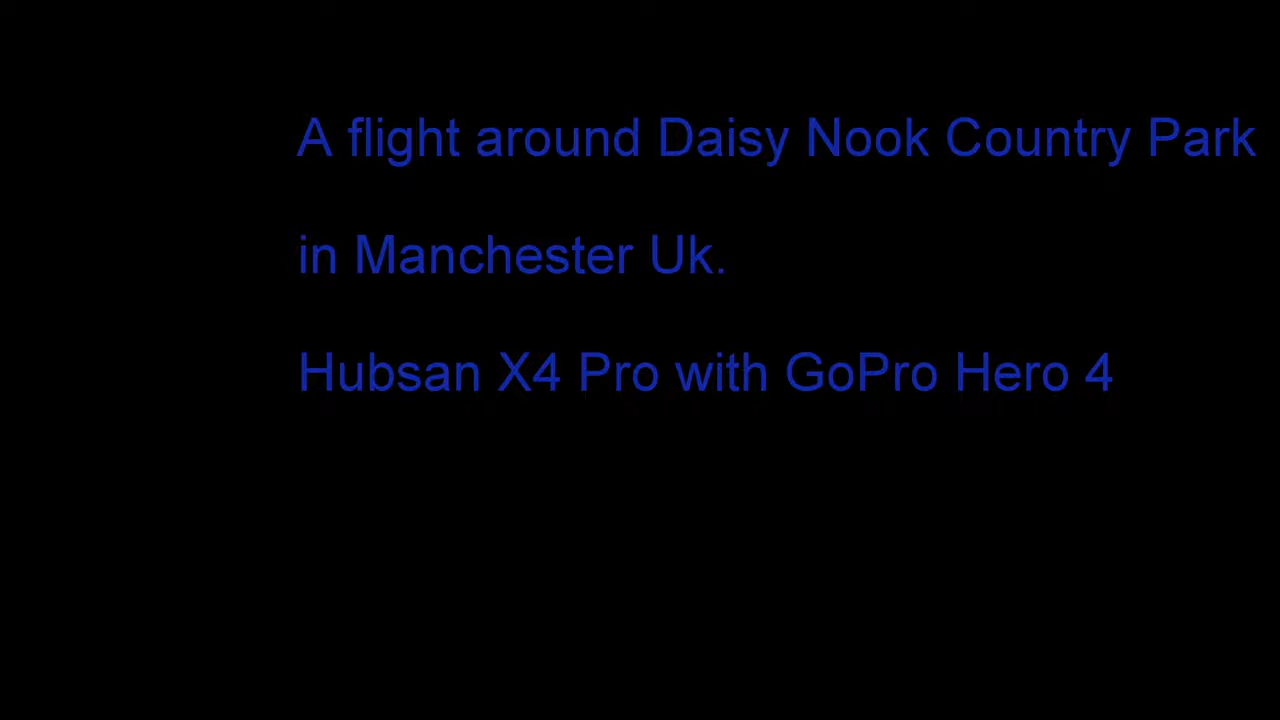 A flight around Daisy Nook Country Park
in Manchester Uk.
Hubsan X4 Pro with GoPro Hero 4